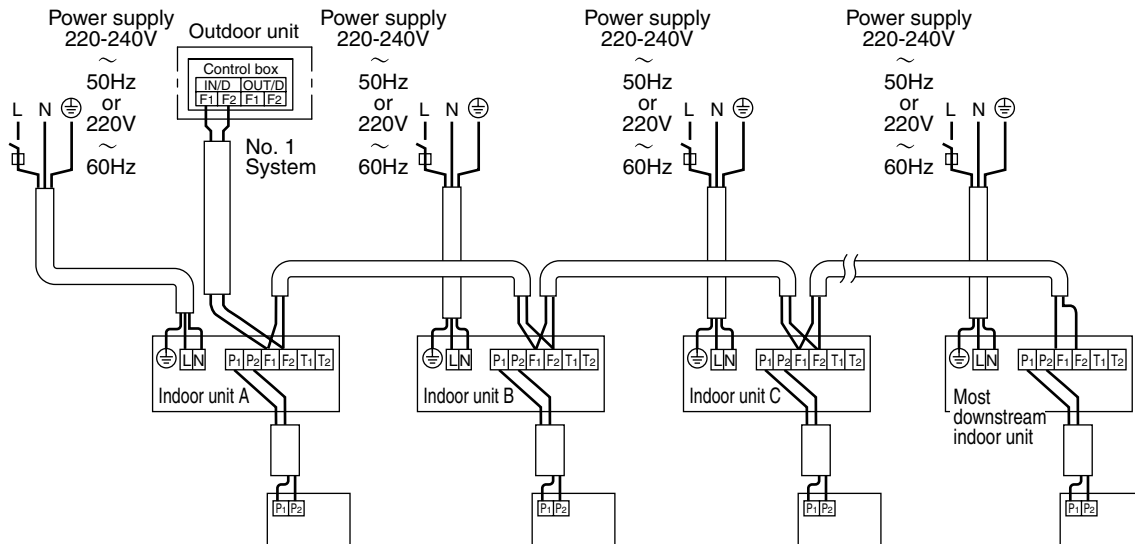 Power supply
220-240V
～
50Hz
or
220V
～
60Hz
L N
Outdoor unit
Control box
IN/D OUT/D
F1 F2 F1 F2
No. 1
System
Power supply
220-240V
～
50Hz
or
220V
～
60Hz
L N
Power supply
220-240V
～
50Hz
or
220V
～
60Hz
L N
Power supply
220-240V
～
50Hz
or
220V
～
60Hz
L N
L N
P1 P2 F1 F2 T1 T2
Indoor unit A
L N
P1 P2 F1 F2 T1 T2
Indoor unit B
L N
P1 P2 F1 F2 T1 T2
Indoor unit C
L N
P1 P2 F1 F2 T1 T2
Most
downstream
indoor unit
P1 P2
P1 P2
P1 P2
P1 P2